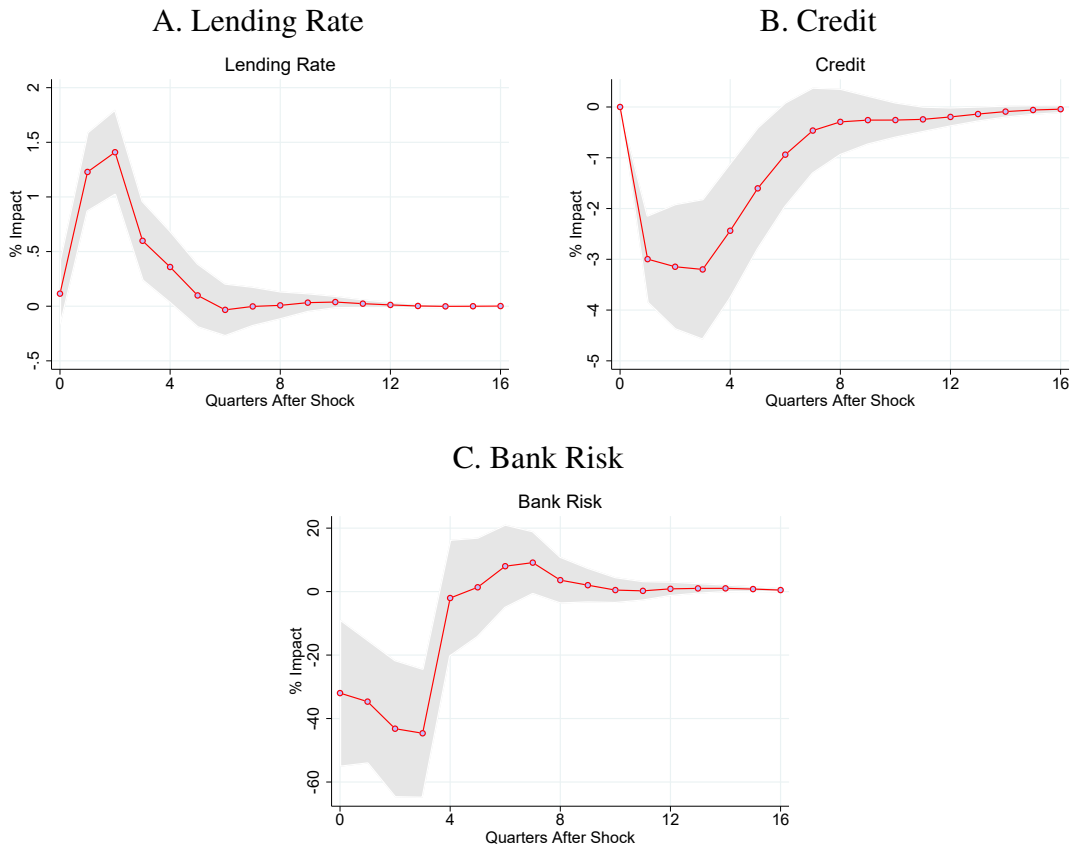 A. Lending Rate
Lending Rate
% Impact
2
1.5
1
.5
0
-.5
0 4 8 12 16
Quarters After Shock
B. Credit
Credit
% Impact
0
-1
-2
-3
-4
-5
0 4 8 12 16
Quarters After Shock
C. Bank Risk
Bank Risk
% Impact
20
0
-20
-40
-60
0 4 8 12 16
Quarters After Shock